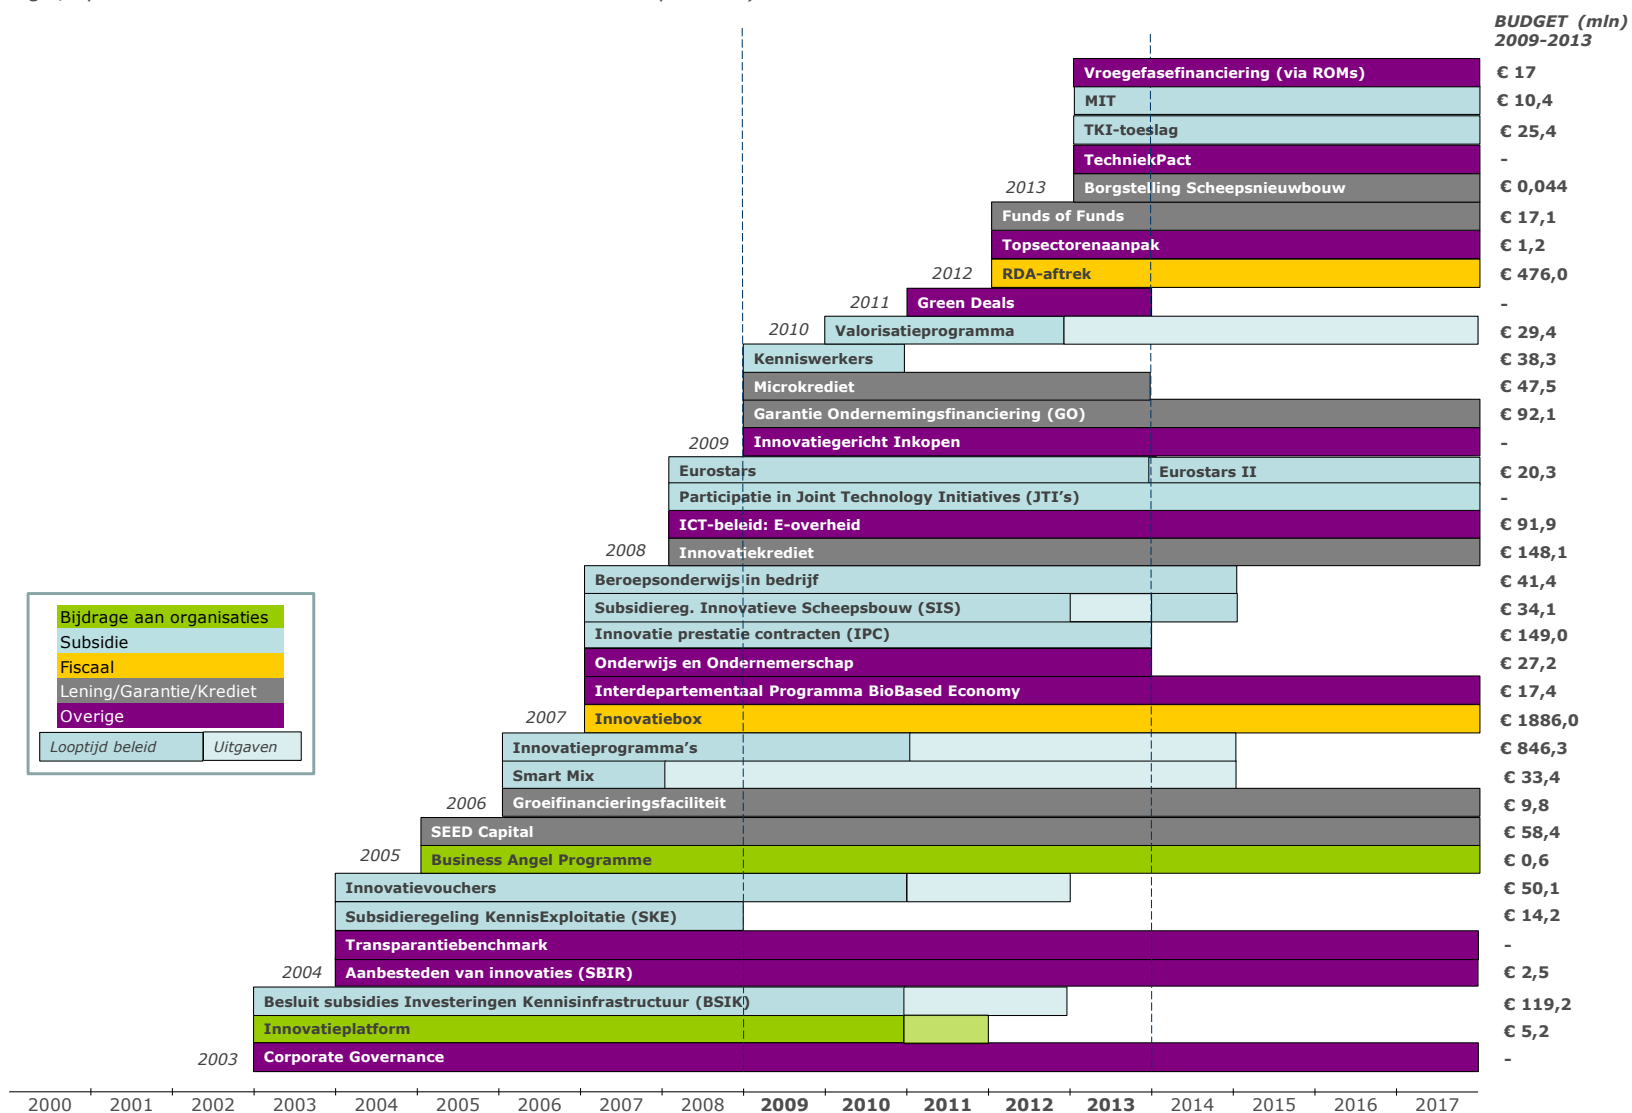 BUDGET (mln)
2009-2013
Vroegefasefinanciering (via ROMs) € 17
MIT € 10,4
TKI-toeslag € 25,4
TechniekPact -
2013 Borgstelling Scheepsnieuwbouw € 0,044
Funds of Funds € 17,1
Topsectorenaanpak € 1,2
2012 RDA-aftrek € 476,0
2011 Green Deals -
2010 Valorisatieprogramma € 29,4
Kenniswerkers € 38,3
Microkrediet € 47,5
Garantie Ondernemingsfinanciering (GO) € 92,1
2009 Innovatiegericht Inkopen -
Eurostars Eurostars II € 20,3
Participatie in Joint Technology Initiatives (JTI’s) -
ICT-beleid: E-overheid € 91,9
2008 Innovatiekrediet € 148,1
Beroepsonderwijs in bedrijf € 41,4
Subsidiereg. Innovatieve Scheepsbouw (SIS) € 34,1
Innovatie prestatie contracten (IPC) € 149,0
Onderwijs en Ondernemerschap € 27,2
Interdepartementaal Programma BioBased Economy € 17,4
2007 Innovatiebox € 1886,0
Innovatieprogramma’s € 846,3
Smart Mix € 33,4
2006 Groeifinancieringsfaciliteit € 9,8
SEED Capital € 58,4
2005 Business Angel Programme € 0,6
Innovatievouchers € 50,1
Subsidieregeling KennisExploitatie (SKE) € 14,2
Transparantiebenchmark -
2004 Aanbesteden van innovaties (SBIR) € 2,5
Besluit subsidies Investeringen Kennisinfrastructuur (BSIK) € 119,2
Innovatieplatform € 5,2
2003 Corporate Governance -
Bijdrage aan organisaties
Subsidie
Fiscaal
Lening/Garantie/Krediet
Overige
Looptijd beleid Uitgaven
2000 2001 2002 2003 2004 2005 2006 2007 2008 2009 2010 2011 2012 2013 2014 2015 2016 2017